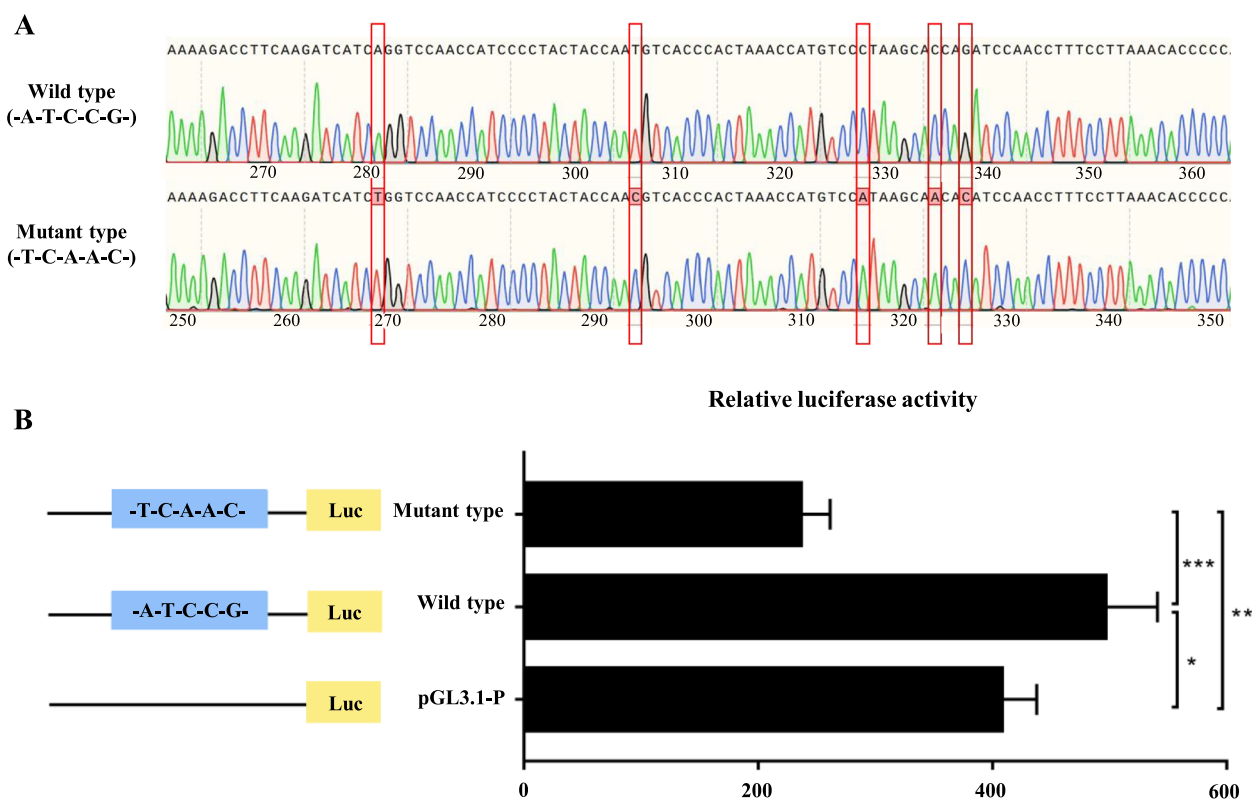 A
AAAAGACCTTCAAGATCATCAGGTCCAACCATCCCCTACTACCAATGTCACCCACTAAACCATGTCCCTAAGCACCAGATCCAACCTTTCCTTAAACACCCCC.
Wild type
(-A-T-C-C-G-)
270 280 290 300 310 320 330 340 350 360
AAAAGACCTTCAAGATCATCTGGTCCAACCATCCCCTACTACCAACGTCACCCACTAAACCATGTCCATAAGCAACACATCCAACCTTTCCTTAAACACCCCC.
Mutant type
(-T-C-A-A-C-)
250 260 270 280 290 300 310 320 330 340 350
Relative luciferase activity
B
-T-C-A-A-C- Luc Mutant type
***
-A-T-C-C-G- Luc Wild type
**
*
Luc pGL3.1-P
0 200 400 600